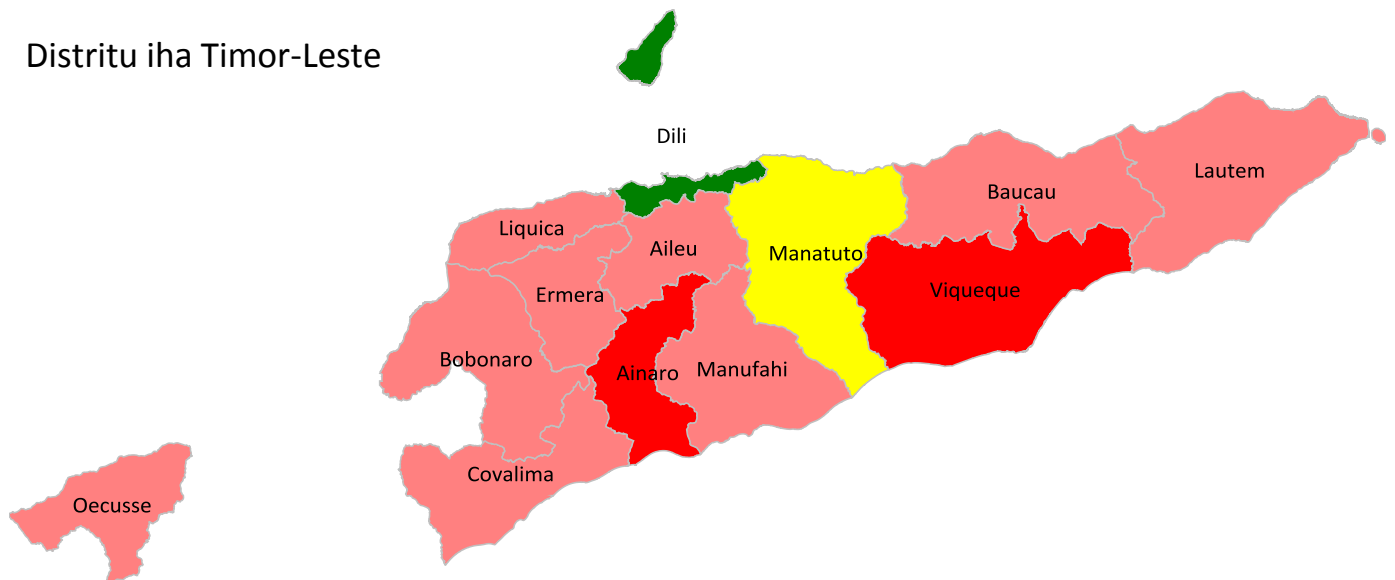 Distritu iha Timor-Leste
Dili
Lautem
Baucau
Liquica
Aileu
Manatuto
Viqueque
Ermera
Bobonaro
Ainaro
Manufahi
Covalima
Oecusse